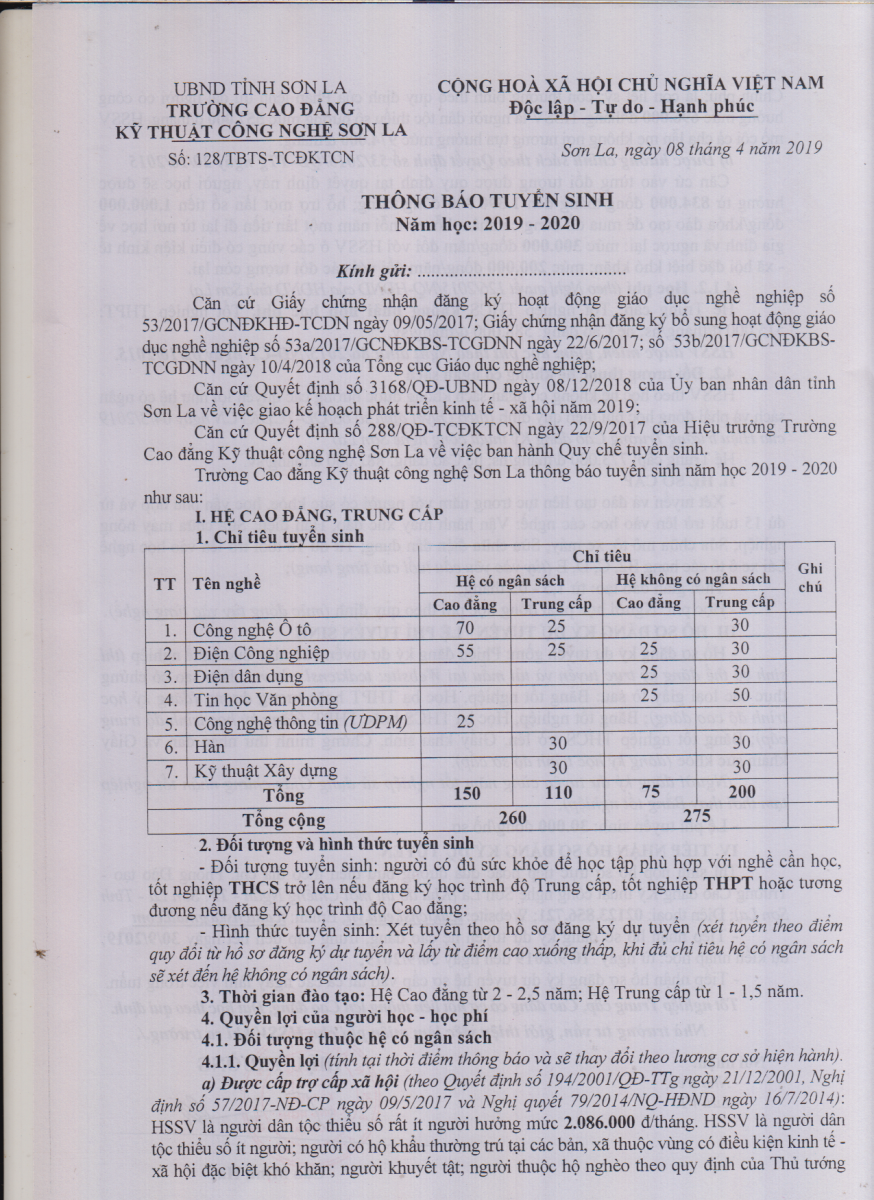 UBND TỈNH SƠN LA
TRƯỜNG CAO ĐẲNG
KỸ THUẬT CÔNG NGHỆ SƠN LA
Số: 128/TBTS-TCĐKTCN
CỘNG HOÀ XÃ HỘI CHỦ NGHĨA VIỆT NAM
Độc lập - Tự do - Hạnh phúc
Sơn La, ngày 08 tháng 4 năm 2019
THÔNG BÁO TUYỂN SINH
Năm học: 2019 - 2020
Kính gửi: ..................................
Căn cứ Giấy chứng nhận đăng ký hoạt động giáo dục nghề nghiệp số
53/2017/GCNĐKHĐ-TCDN ngày 09/05/2017; Giấy chứng nhận đăng ký bổ sung hoạt động giáo
dục nghề nghiệp số 53a/2017/GCNĐKBS-TCGDNN ngày 22/6/2017; số 53b/2017/GCNĐKBS-
TCGDNN ngày 10/4/2018 của Tổng cục Giáo dục nghề nghiệp;
Căn cứ Quyết định số 3168/QĐ-UBND ngày 08/12/2018 của Ủy ban nhân dân tỉnh
Sơn La về việc giao kế hoạch phát triển kinh tế - xã hội năm 2019;
Căn cứ Quyết định số 288/QĐ-TCĐKTCN ngày 22/9/2017 của Hiệu trưởng Trường
Cao đẳng Kỹ thuật công nghệ Sơn La về việc ban hành Quy chế tuyển sinh.
Trường Cao đẳng Kỹ thuật công nghệ Sơn La thông báo tuyển sinh năm học 2019 - 2020
như sau:
I. HỆ CAO ĐẲNG, TRUNG CẤP
1. Chỉ tiêu tuyển sinh
TT Tên nghề Chỉ tiêu Ghi chú
Hệ có ngân sách Hệ không có ngân sách
Cao đẳng Trung cấp Cao đẳng Trung cấp
1. Công nghệ Ô tô 70 25 30
2. Điện Công nghiệp 55 25 25 30
3. Điện dân dụng 25 30
4. Tin học Văn phòng 25 50
5. Công nghệ thông tin (ƯDPM) 25
6. Hàn 30 30
7. Kỹ thuật Xây dựng 30 30
Tổng 150 110 75 200
Tổng cộng 260 275
2. Đối tượng và hình thức tuyển sinh
- Đối tượng tuyển sinh: người có đủ sức khỏe để học tập phù hợp với nghề cần học,
tốt nghiệp THCS trở lên nếu đăng ký học trình độ Trung cấp, tốt nghiệp THPT hoặc tương
đương nếu đăng ký học trình độ Cao đẳng;
- Hình thức tuyển sinh: Xét tuyển theo hồ sơ đăng ký dự tuyển (xét tuyển theo điểm
quy đổi từ hồ sơ đăng ký dự tuyển và lấy từ điểm cao xuống thấp, khi đủ chỉ tiêu hệ có ngân sách
sẽ xét đến hệ không có ngân sách).
3. Thời gian đào tạo: Hệ Cao đẳng từ 2 - 2,5 năm; Hệ Trung cấp từ 1 - 1,5 năm.
4. Quyền lợi của người học - học phí
4.1. Đối tượng thuộc hệ có ngân sách
4.1.1. Quyền lợi (tính tại thời điểm thông báo và sẽ thay đổi theo lương cơ sở hiện hành).
a) Được cấp trợ cấp xã hội (theo Quyết định số 194/2001/QĐ-TTg ngày 21/12/2001, Nghị
định số 57/2017-NĐ-CP ngày 09/5/2017 và Nghị quyết 79/2014/NQ-HĐND ngày 16/7/2014):
HSSV là người dân tộc thiểu số rất ít người hưởng mức 2.086.000 đ/tháng. HSSV là người dân
tộc thiểu số ít người; người có hộ khẩu thường trú tại các bản, xã thuộc vùng có điều kiện kinh tế -
xã hội đặc biệt khó khăn; người khuyết tật; người thuộc hộ nghèo theo quy định của Thủ tướng